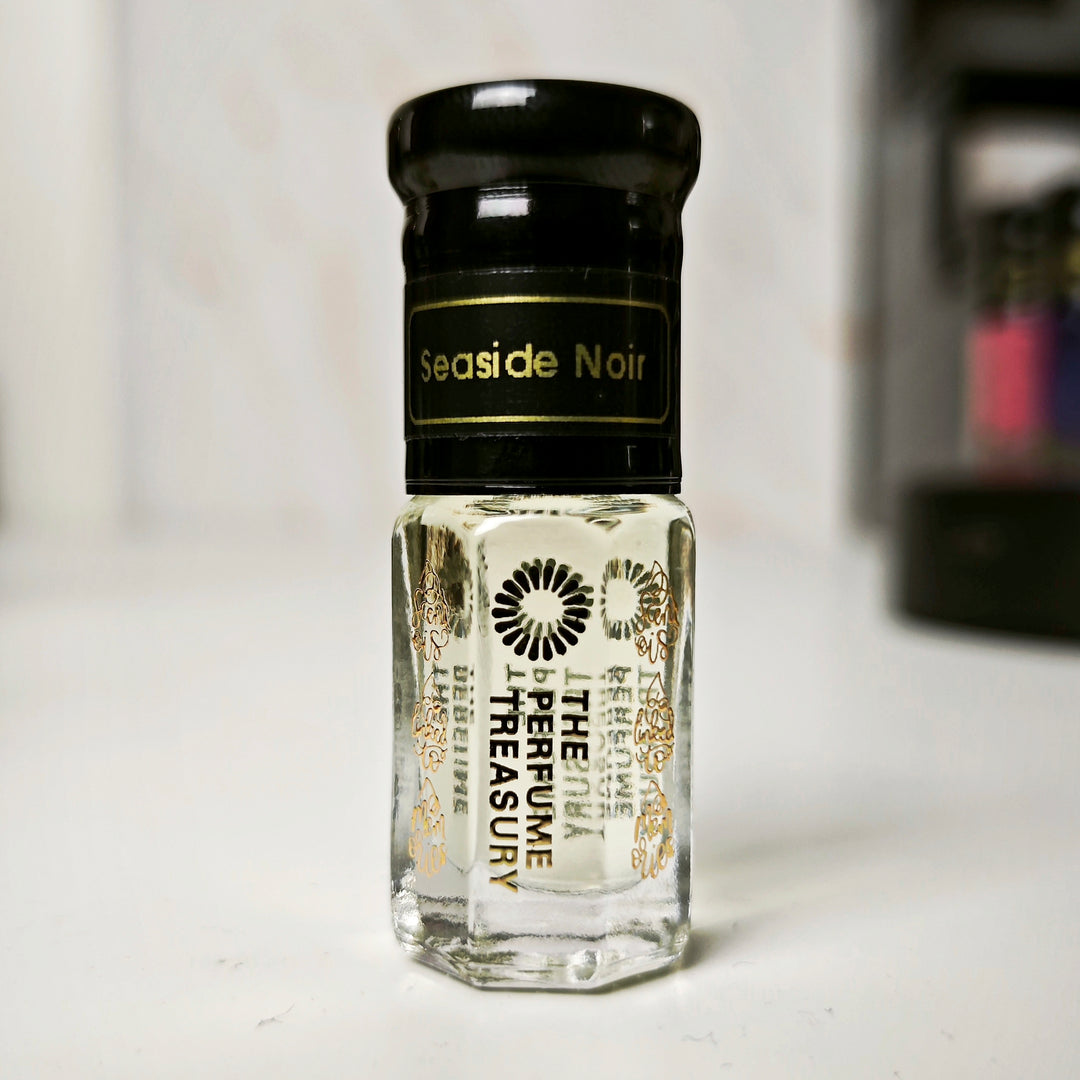 Seaside Noir
THE
PERFUME
TREASURY